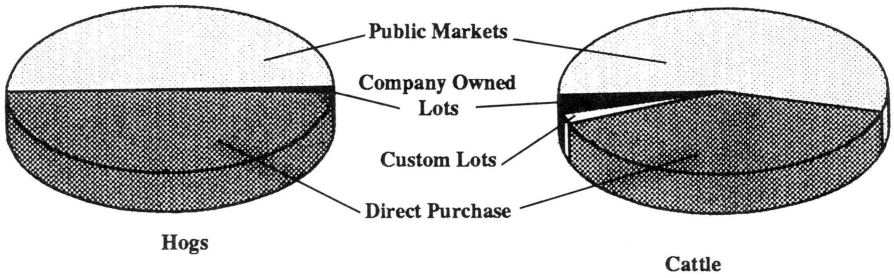 Public Markets
Company Owned
Lots
Custom Lots
Direct Purchase
Hogs
Cattle